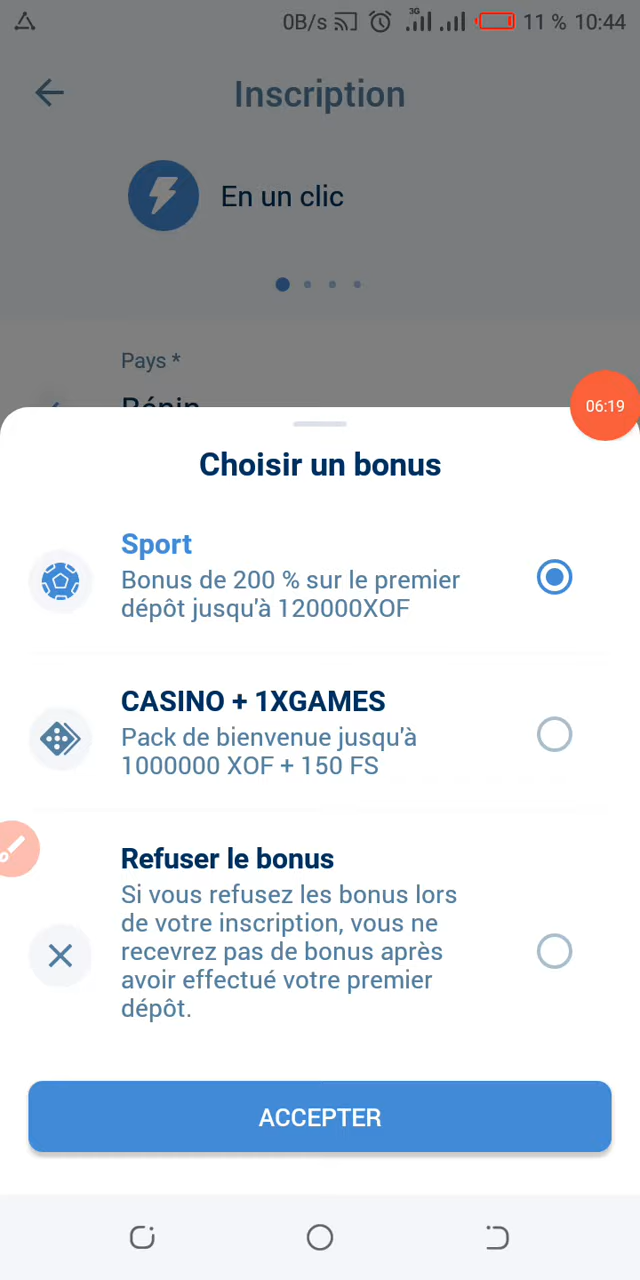 0B/s 3G 11 % 10:44
Inscription
En un clic
Pays *
Bénin
06:19
Choisir un bonus
Sport
Bonus de 200 % sur le premier
dépôt jusqu'à 120000XOF
CASINO + 1XGAMES
Pack de bienvenue jusqu'à
1000000 XOF + 150 FS
Refuser le bonus
Si vous refusez les bonus lors
de votre inscription, vous ne
recevrez pas de bonus après
avoir effectué votre premier
dépôt.
ACCEPTER